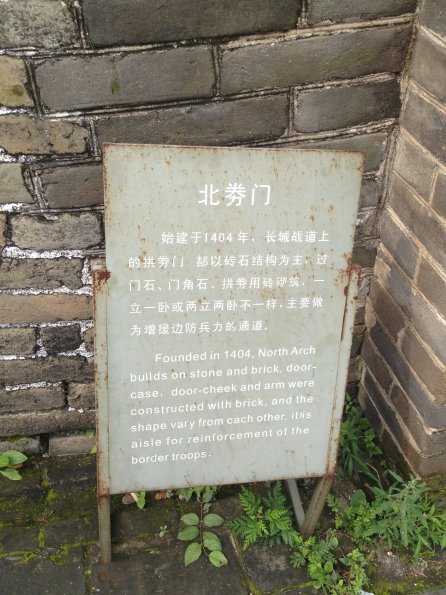 北券门
始建于1404年，长城战道上
的拱券门 都以砖石结构为主、过
门石、门角石、拱券用砖砂筑，一
立一卧或两立两卧不一样，主要做
为增援边防兵力的通道。
Founded in 1404, North Arch
builds on stone and brick, door-
case, door-cheek and arm were
constructed with brick, and the
shape vary from each other, it is
aisle for reinforcement of the
border troops.